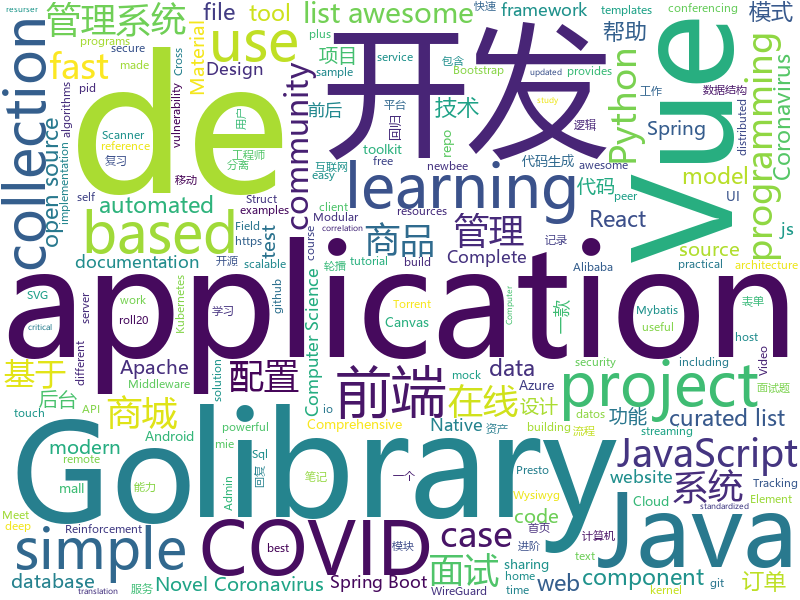 resurser
管理系统
file
tool
list awesome
快速
framework
templates
conferencing
模式
collection
secure
programs
made
Material
use
Design
plus
项目
service
包含
Bootstrap
updated
provides
帮助
fast
pid
Cross
vulnerability
平台
study
数据结构
open source
implementation
algorithms
Scanner
reference
复习
de
开发
Vue
community
sample
前后
技术
repo
工作
distributed
逻辑
Python
programming
Coronavirus
工程师
分离
用户
toolkit
回归
Spring
移动
互联网
free
代码生成
awesome
newbee
self
Struct
examples
easy
client
代码
peer
UI
automated
learning
model
js
based
test
Field
https
Modular
resources
React
source
documentation
开源
scalable
course
correlation
商品
管理
Complete
tutorial
build
记录
Alibaba
practical
architecture
SVG
server
Kubernetes
学习
github
轮播
application
Mybatis
表单
critical
work
roll20
Computer Science
Canvas
Torrent
一款
useful
Computer
基于
Apache
配置
前端
data
different
Middleware
solution
Azure
host
including
Video
后台
API
io
mock
在线
设计
security
project
面试题
商城
Comprehensive
功能
datos
流程
Go
library
modern
Android
powerful
mie
Native
building
资产
curated list
touch
remote
mall
Admin
回复
Sql
Presto
Wysiwyg
streaming
website
JavaScript
Meet
deep
能力
笔记
code
Cloud
Tracking
Element
standardized
simple
COVID
case
系统
Java
Reinforcement
best
模块
一个
首页
进阶
计算机
database
服务
Novel Coronavirus
translation
home
time
git
Spring Boot
WireGuard
面试
sharing
text
kernel
web
component
订单